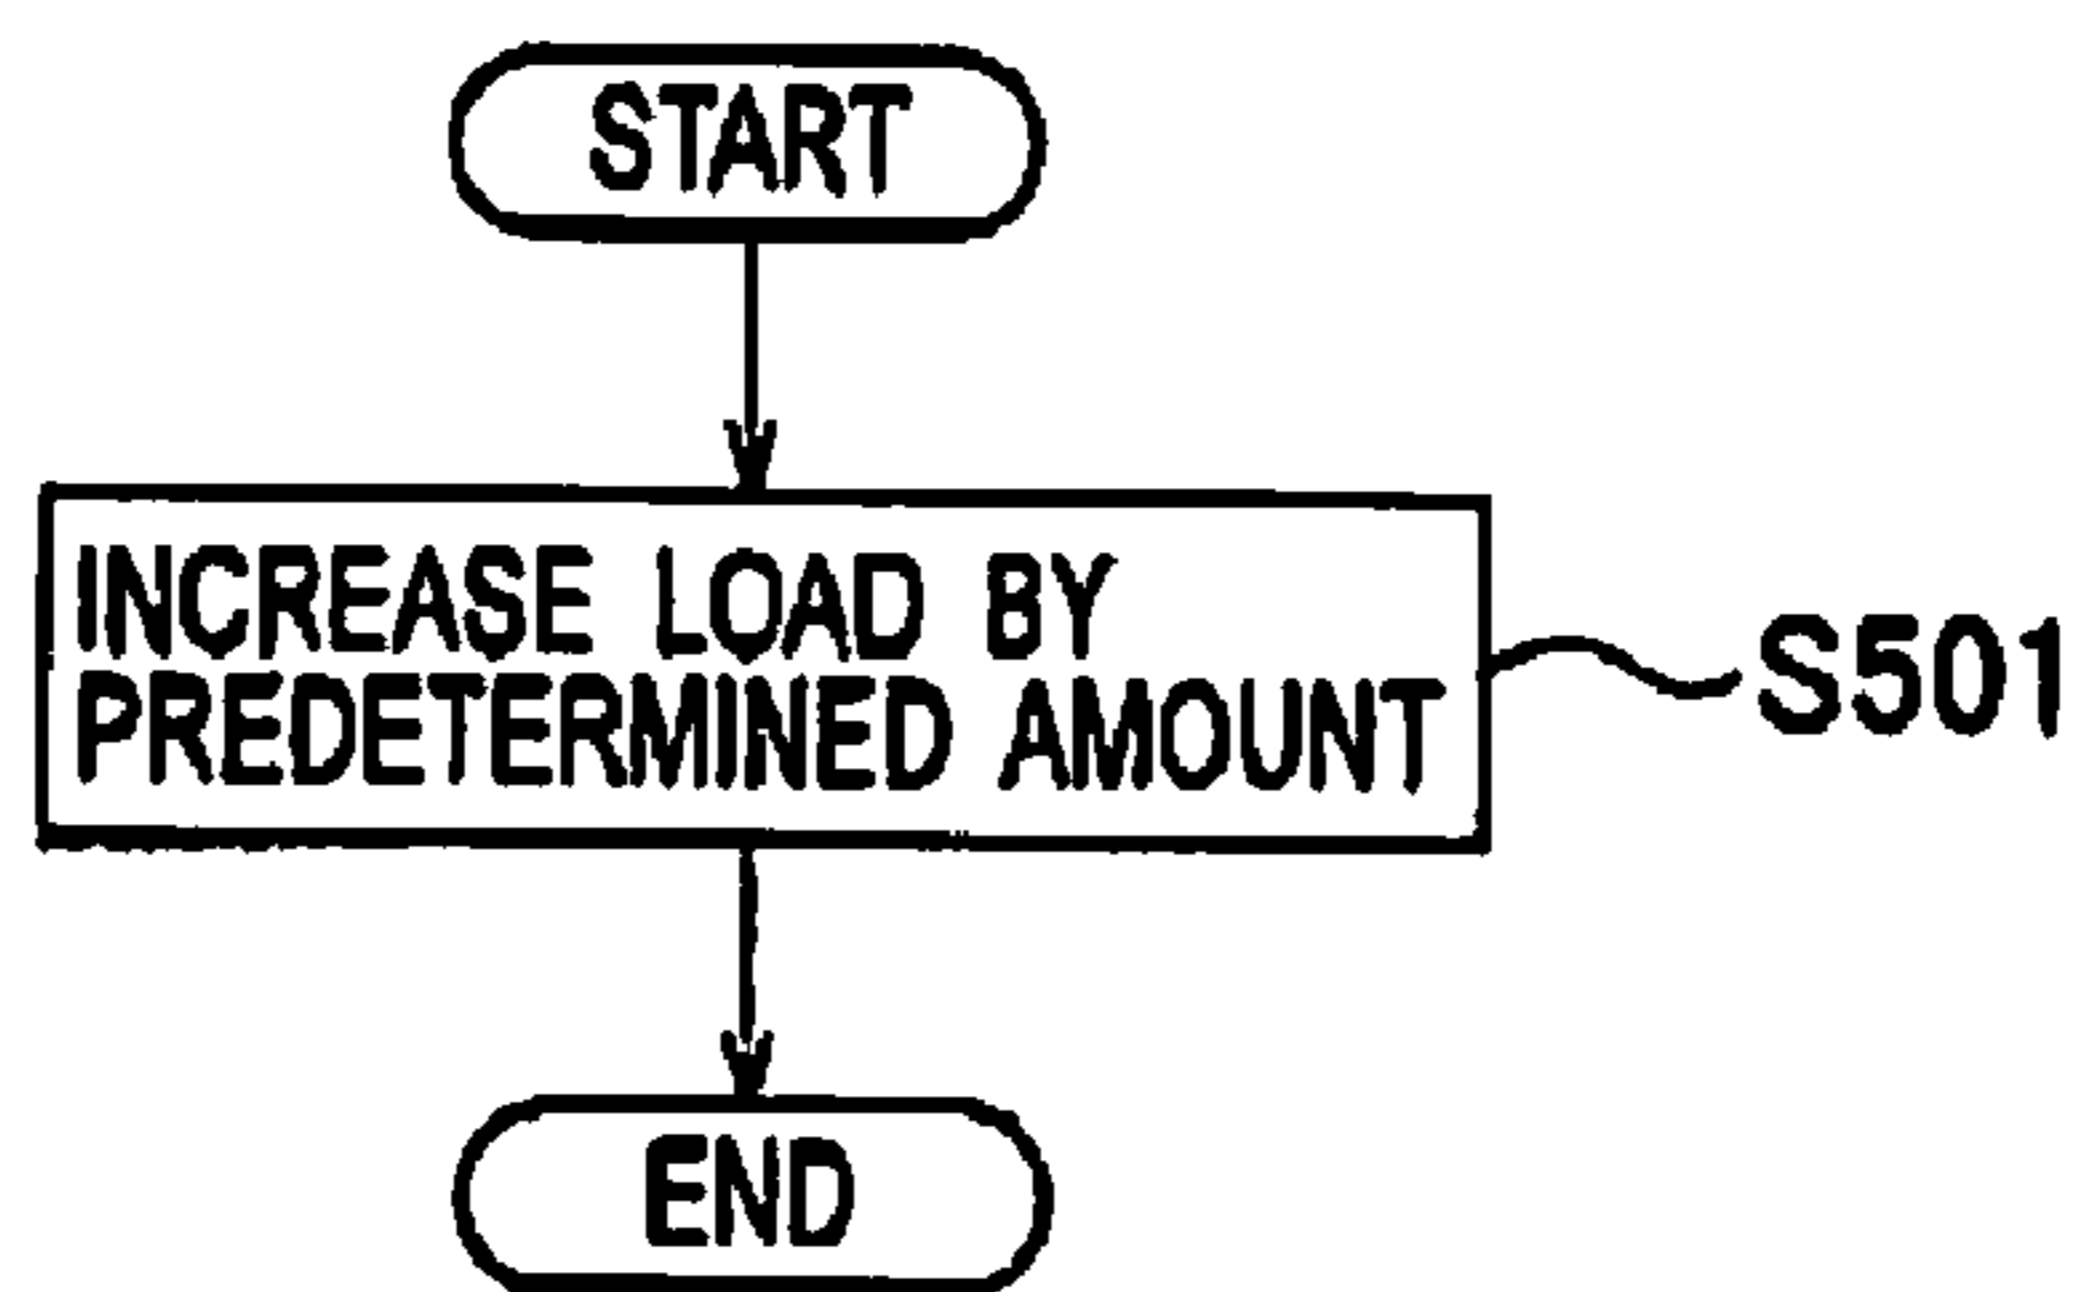 START
INCREASE LOAD BY
PREDETERMINED AMOUNT
S501
END